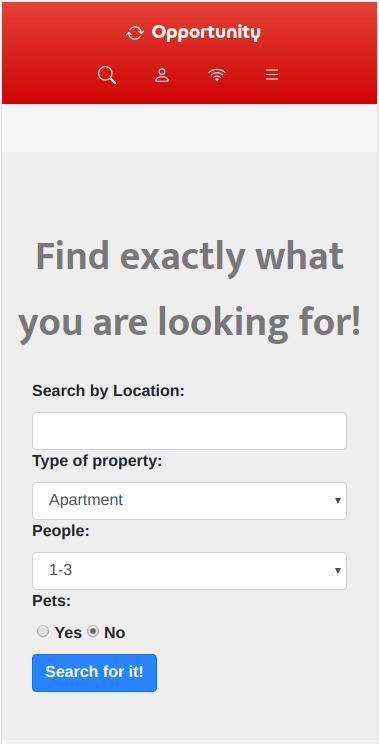 Opportunity
Find exactly what
you are looking for!
Search by Location:
Type of property:
Apartment
People:
1-3
Pets:
Yes No
Search for it!